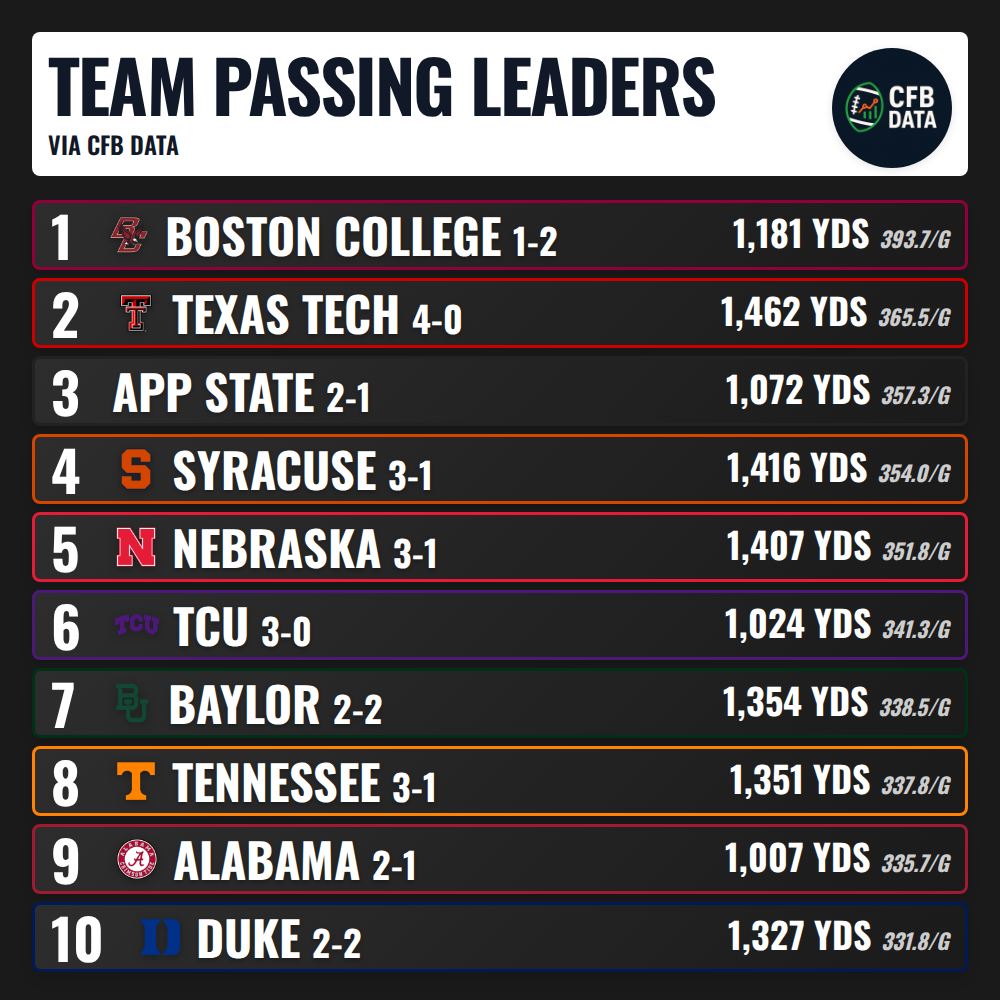 TEAM PASSING LEADERS
VIA CFB DATA
CFB
DATA
1 BC BOSTON COLLEGE 1-2 1,181 YDS 393.7/G
2 TT TEXAS TECH 4-0 1,462 YDS 365.5/G
3 APP STATE 2-1 1,072 YDS 357.3/G
4 S SYRACUSE 3-1 1,416 YDS 354.0/G
5 N NEBRASKA 3-1 1,407 YDS 351.8/G
6 TCU TCU 3-0 1,024 YDS 341.3/G
7 BU BAYLOR 2-2 1,354 YDS 338.5/G
8 T TENNESSEE 3-1 1,351 YDS 337.8/G
9 A ALABAMA 2-1 1,007 YDS 335.7/G
10 D DUKE 2-2 1,327 YDS 331.8/G